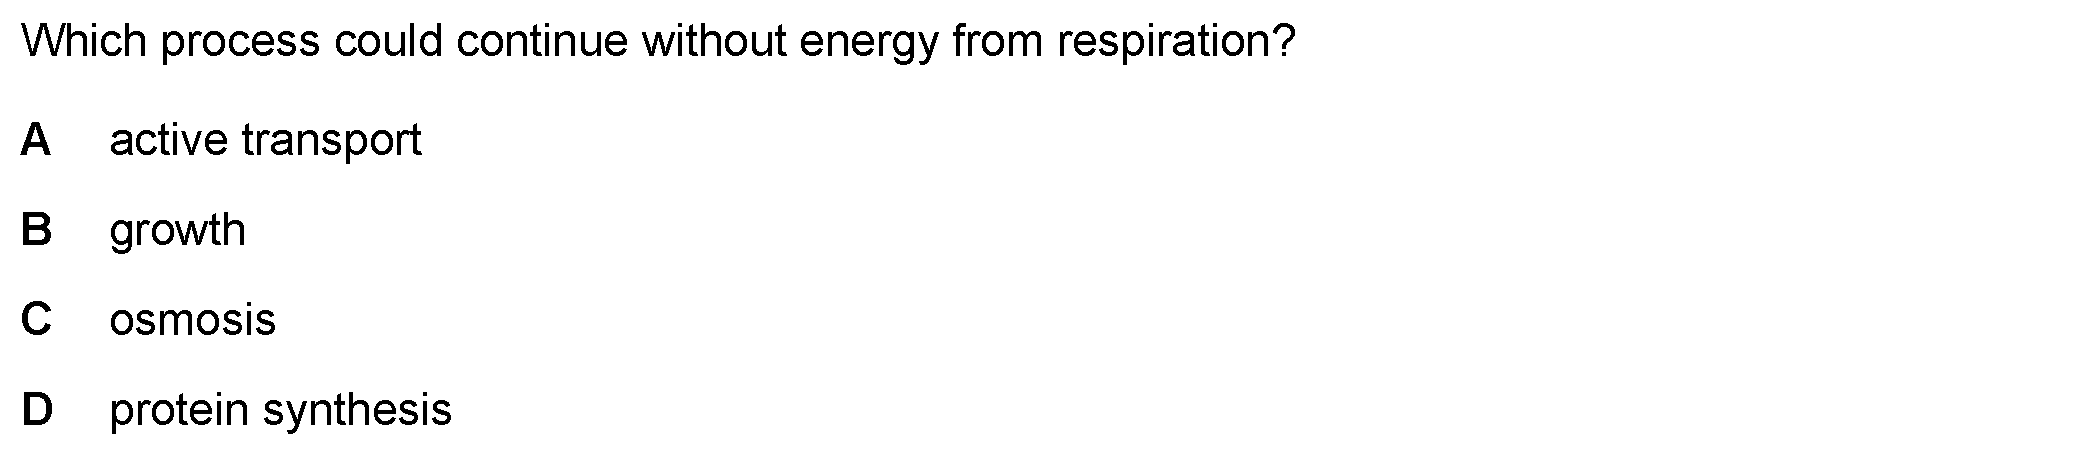 Which process could continue without energy from respiration?
A active transport
B growth
C osmosis
D protein synthesis